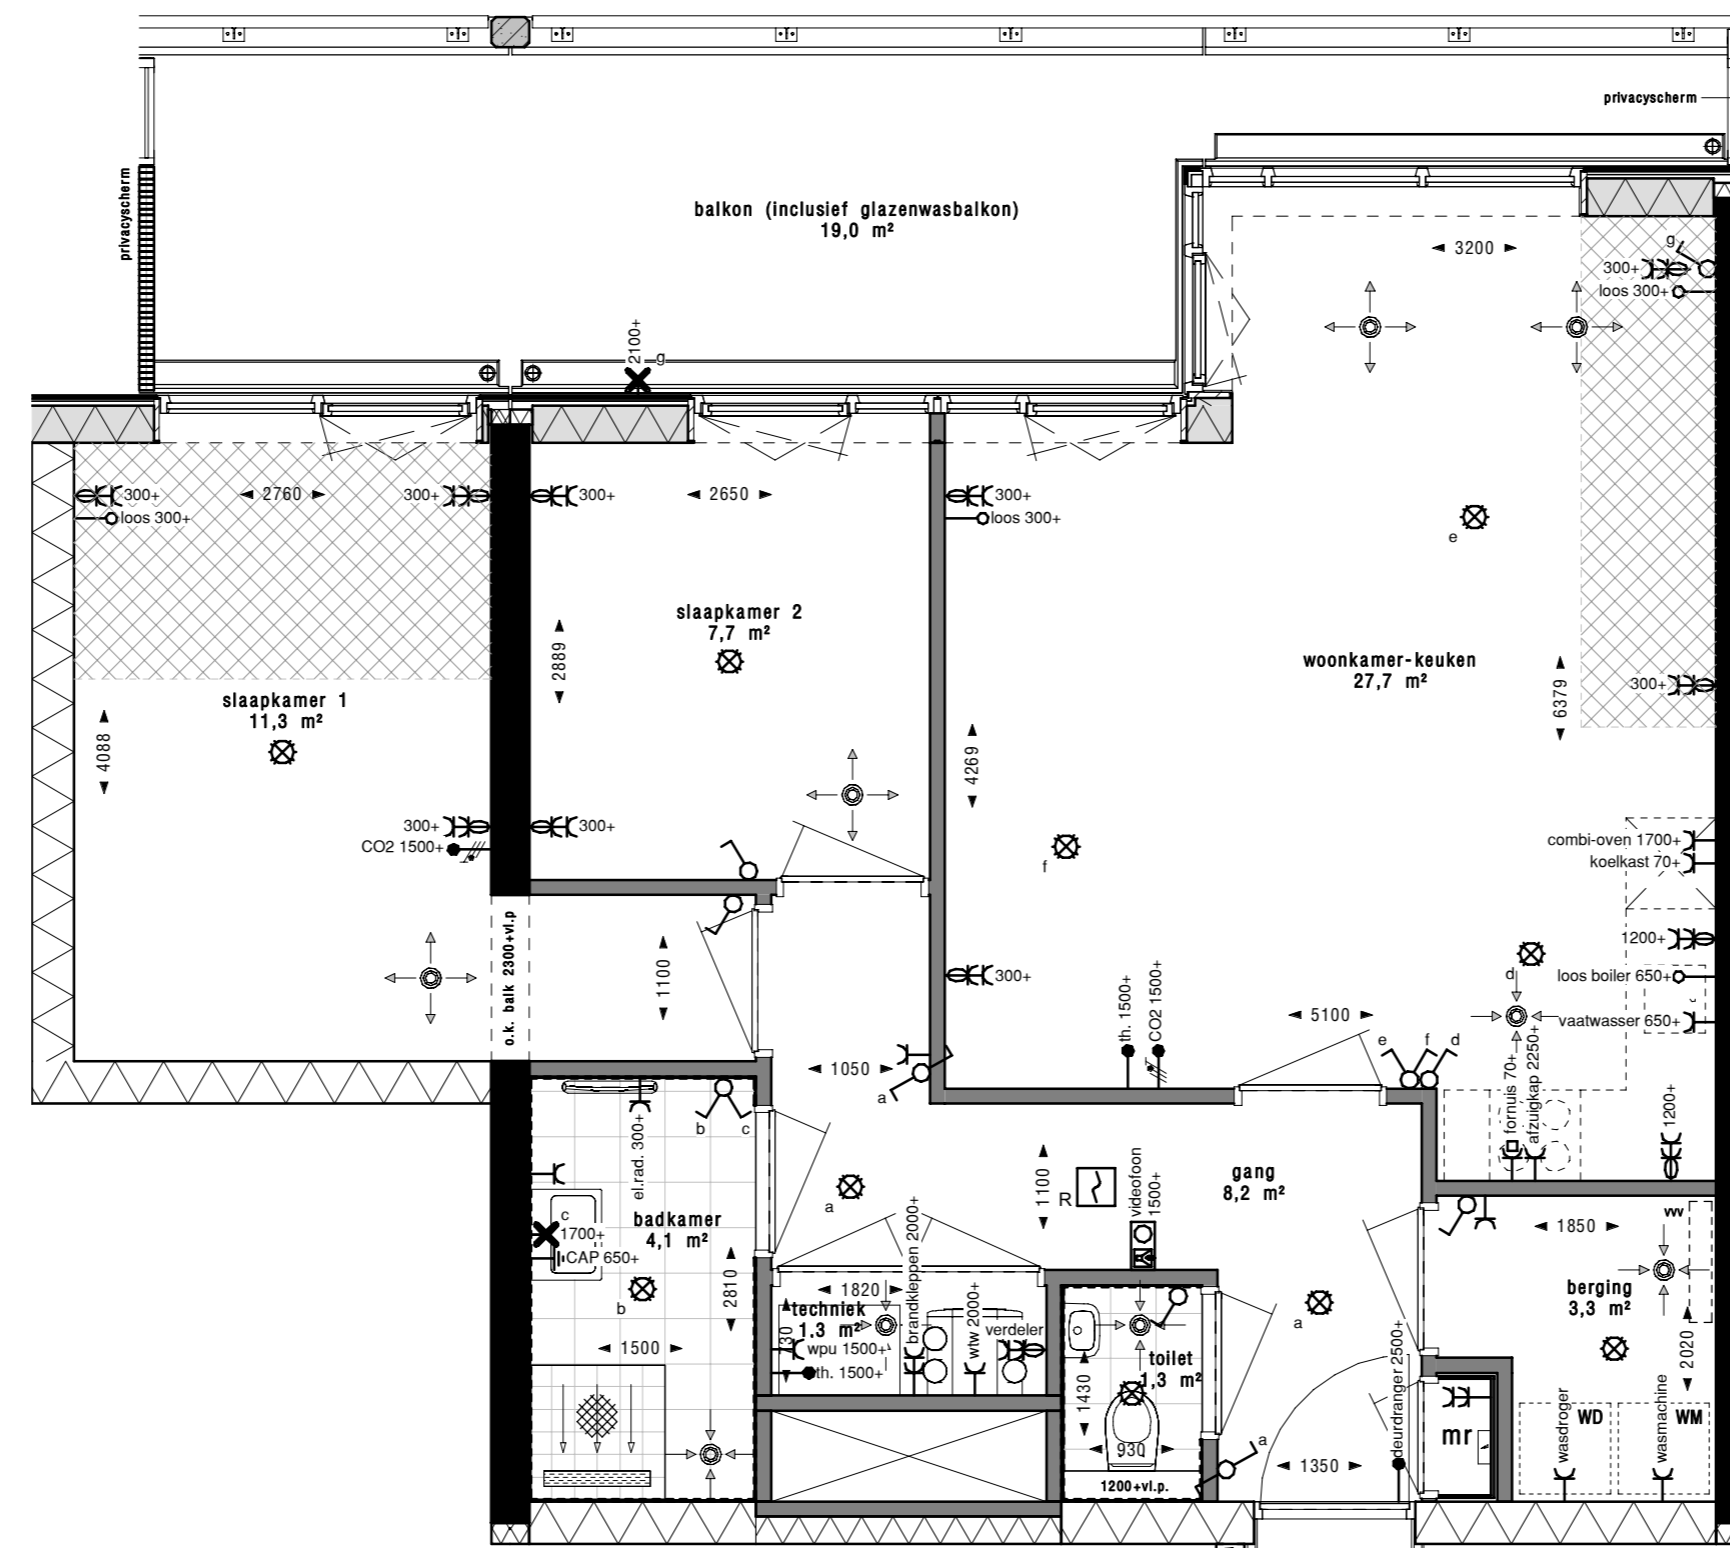 privacyscherm
privacyscherm
balkon (inclusief glazenwasbalkon)
19,0 m²
3200
g
300+
loos 300+
2100+
g
300+
loos 300+
2760
300+
300+
2650
300+
loos 300+
e
slaapkamer 2
7,7 m²
2889
woonkamer-keuken
27,7 m²
6379
300+
slaapkamer 1
11,3 m²
4088
4269
300+
CO2 1500+
300+
f
combi-oven 1700+
koelkast 70+
o.k. balk 2300+vl.p
1100
300+
th. 1500+
CO2 1500+
1200+
d
loos boiler 650+
vaatwasser 650+
5100
e
f
d
1050
a
fornuis 70+
afzuigkap 2250+
1200+
el.rad. 300+
b
c
c
1700+
CAP 650+
badkamer
4,1 m²
b
2810
1500
a
1100
R
videofoon
1500+
gang
8,2 m²
1850
vvv
berging
3,3 m²
2020
a
1820
techniek
1,3 m²
wpu 1500+
th. 1500+
brandkleppen 2000+
wtw 2000+
verdeler
toilet
1,3 m²
1430
930
1200+vl.p.
a
1350
deurdranger 2500+
mr
wasdroger
WD
wasmachine
WM